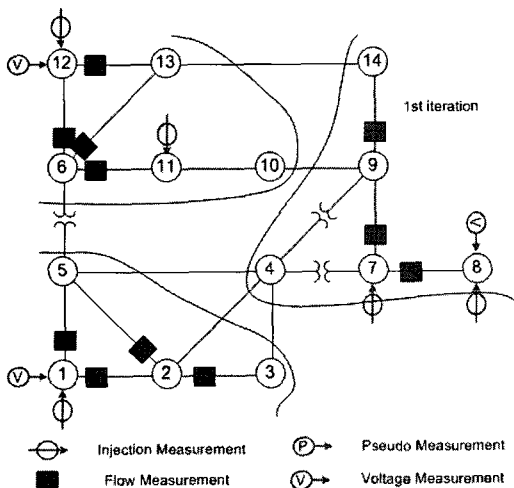 12
13
14
V
1st iteration
6
11
10
9
V
5
4
7
8
V
1
2
3
Injection Measurement
P
Pseudo Measurement
Flow Measurement
V
Voltage Measurement